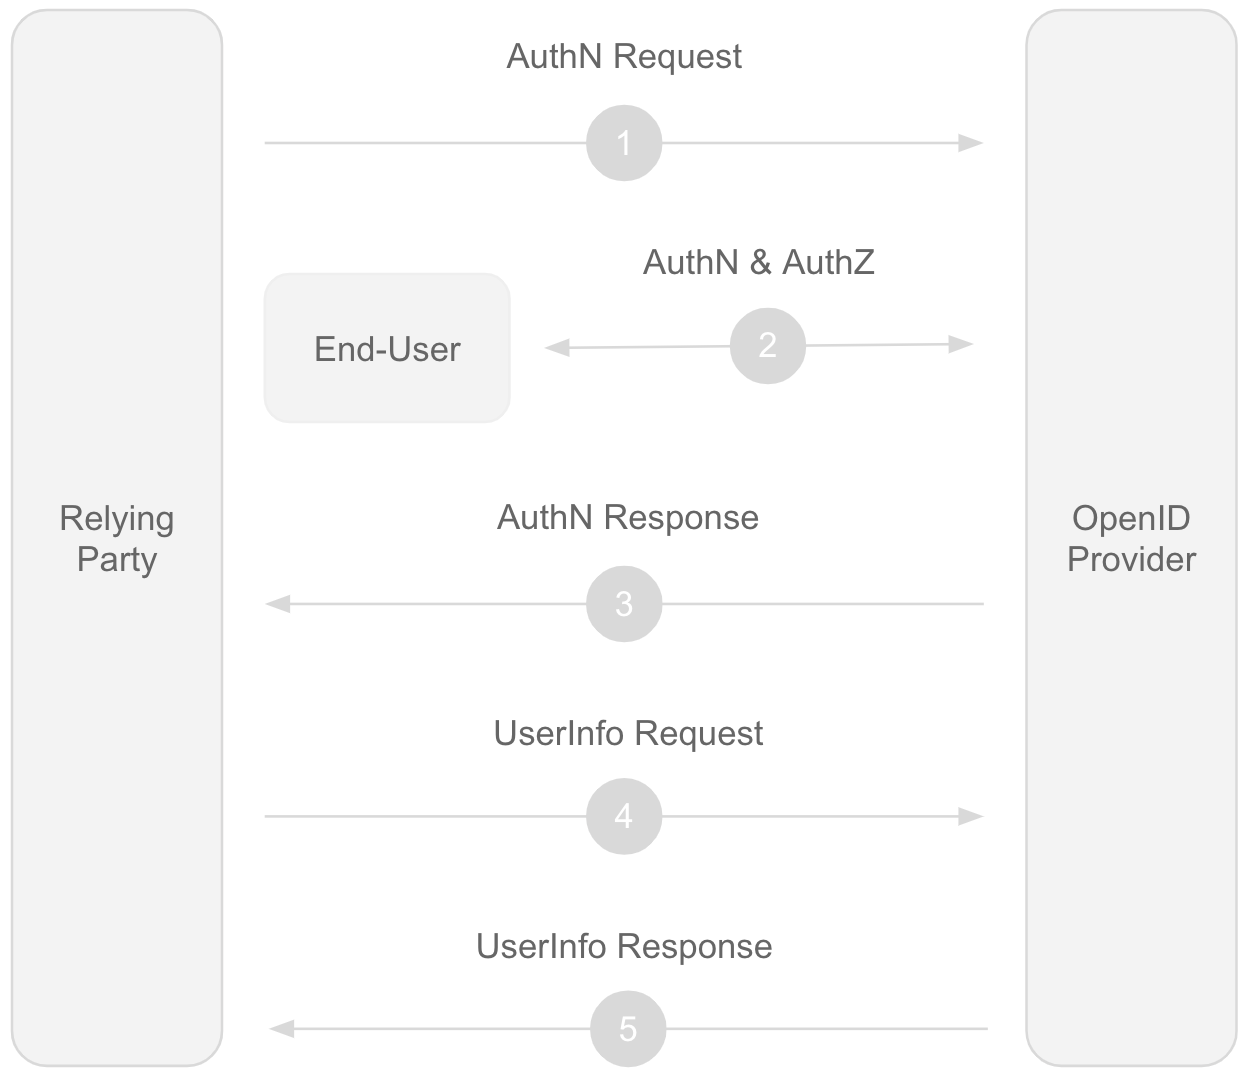 AuthN Request
1
AuthN & AuthZ
2
End-User
Relying
Party
AuthN Response
3
OpenID
Provider
UserInfo Request
4
UserInfo Response
5